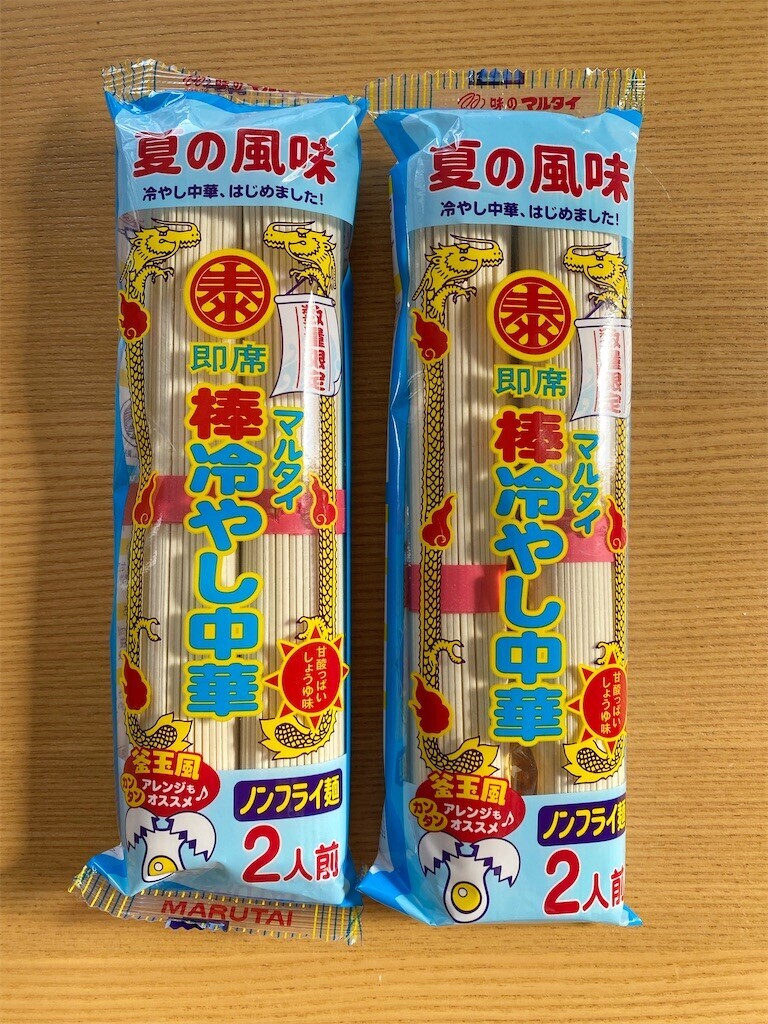 味の
夏の風味
冷やし中華、はじめました!
泰
数量限定
即席
マルタイ
棒冷やし中華
甘酸っぱい
しょうゆ味
釜玉風
カンタン
アレンジも
オススメ♪
ノンフライ麺
2人前
MARUTAI
味のマルタイ
夏の風味
冷やし中華、はじめました!
泰
数量限定
即席
マルタイ
棒冷やし中華
甘酸っぱい
しょうゆ味
釜玉風
カンタン
アレンジも
オススメ♪
ノンフライ麺
2人前